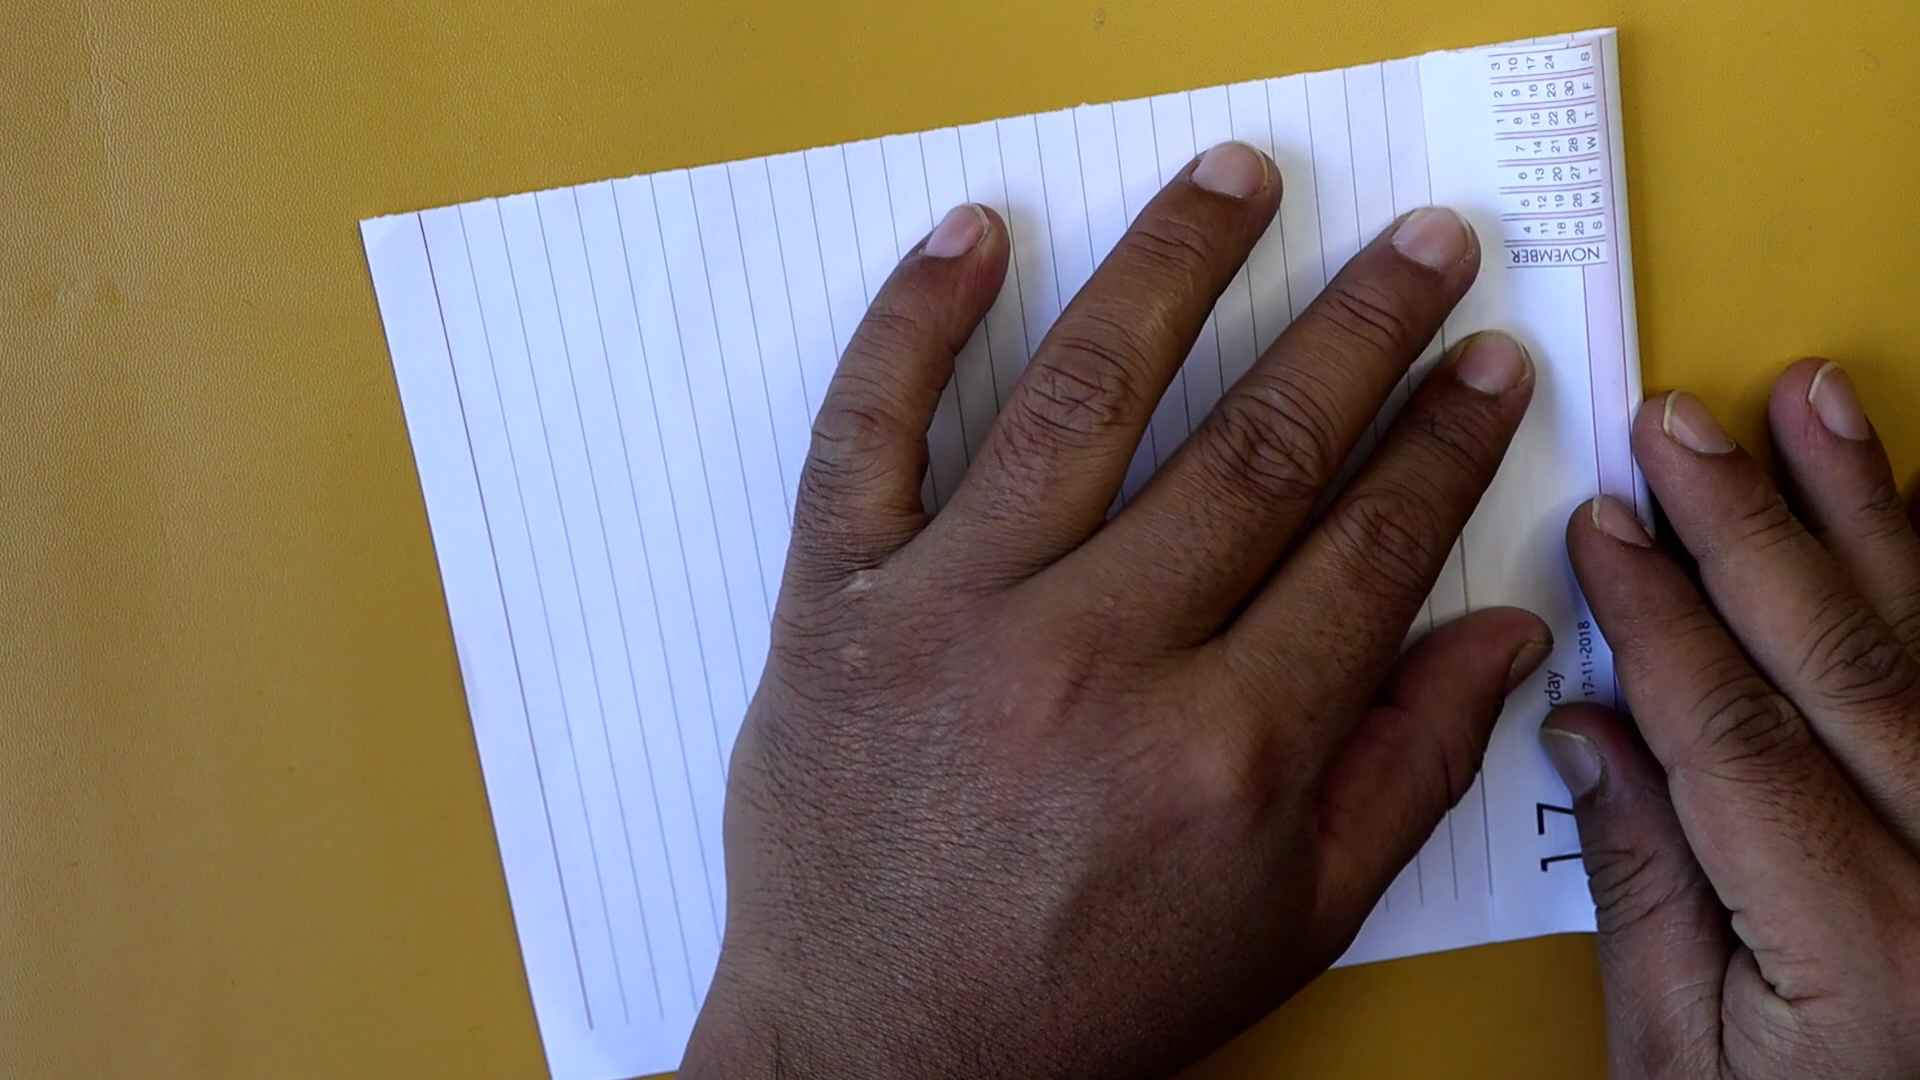 NOVEMBER
1 2 3
4 5 6 7 8 9 10
11 12 13 14 15 16 17
18 19 20 21 22 23 24
25 26 27 28 29 30
S M T W T F S
17
rday
17-11-2018